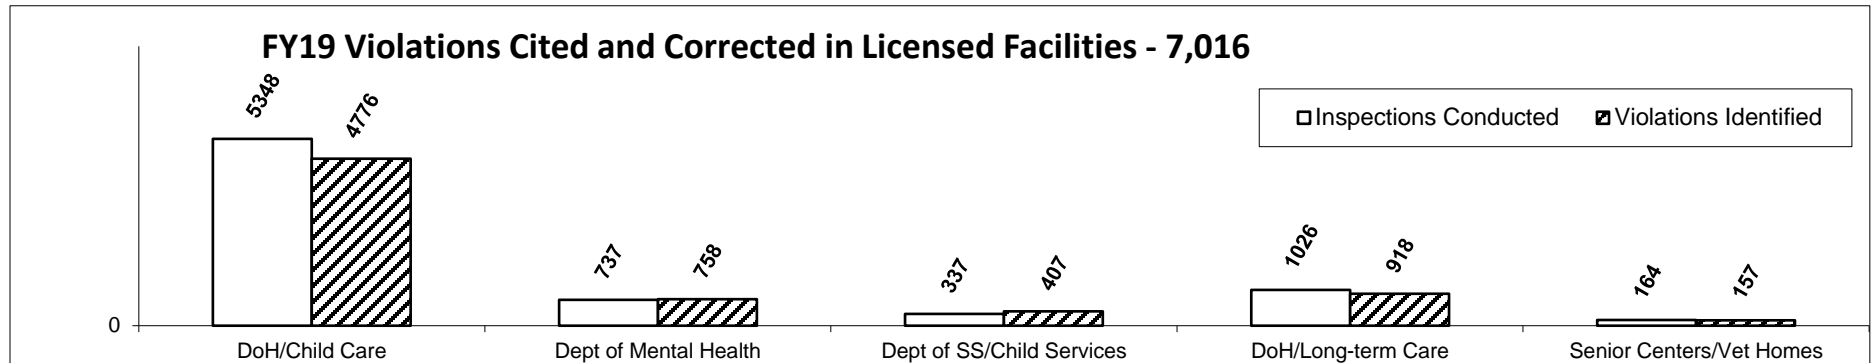 FY19 Violations Cited and Corrected in Licensed Facilities - 7,016
Inspections Conducted Violations Identified
5348 4776 737 758 337 407 1026 918 164 157
0
DoH/Child Care Dept of Mental Health Dept of SS/Child Services DoH/Long-term Care Senior Centers/Vet Homes